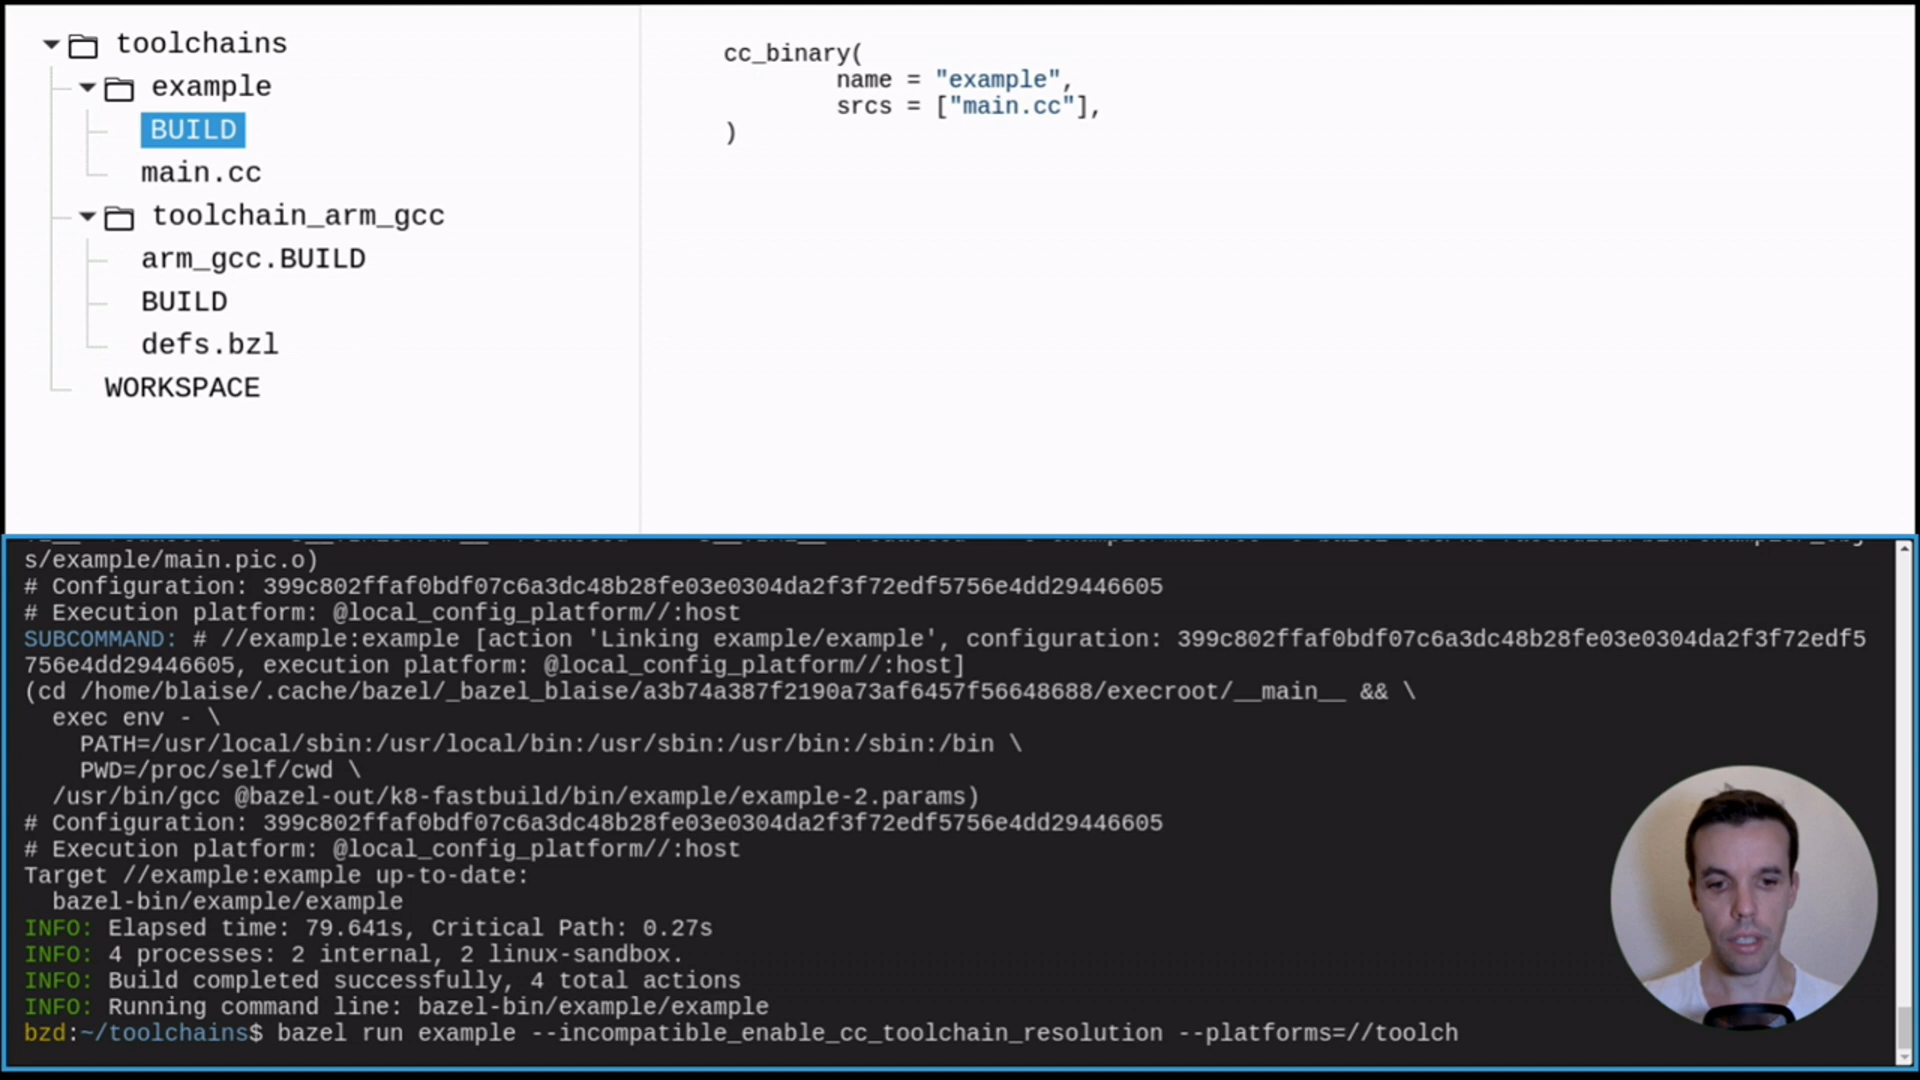 toolchains
example
BUILD
main.cc
toolchain_arm_gcc
arm_gcc.BUILD
BUILD
defs.bzl
WORKSPACE
cc_binary(
name = "example",
srcs = ["main.cc"],
)
s/example/main.pic.o)
# Configuration: 399c802ffaf0bdf07c6a3dc48b28fe03e0304da2f3f72edf5756e4dd29446605
# Execution platform: @local_config_platform//:host
SUBCOMMAND: # //example:example [action 'Linking example/example', configuration: 399c802ffaf0bdf07c6a3dc48b28fe03e0304da2f3f72edf5
756e4dd29446605, execution platform: @local_config_platform//:host]
(cd /home/blaise/.cache/bazel/_bazel_blaise/a3b74a387f2190a73af6457f56648688/execroot/__main__ && \
exec env - \
PATH=/usr/local/sbin:/usr/local/bin:/usr/sbin:/usr/bin:/sbin:/bin \
PWD=/proc/self/cwd \
/usr/bin/gcc @bazel-out/k8-fastbuild/bin/example/example-2.params)
# Configuration: 399c802ffaf0bdf07c6a3dc48b28fe03e0304da2f3f72edf5756e4dd29446605
# Execution platform: @local_config_platform//:host
Target //example:example up-to-date:
bazel-bin/example/example
INFO: Elapsed time: 79.641s, Critical Path: 0.27s
INFO: 4 processes: 2 internal, 2 linux-sandbox.
INFO: Build completed successfully, 4 total actions
INFO: Running command line: bazel-bin/example/example
bzd:~/toolchains$ bazel run example --incompatible_enable_cc_toolchain_resolution --platforms=//toolch